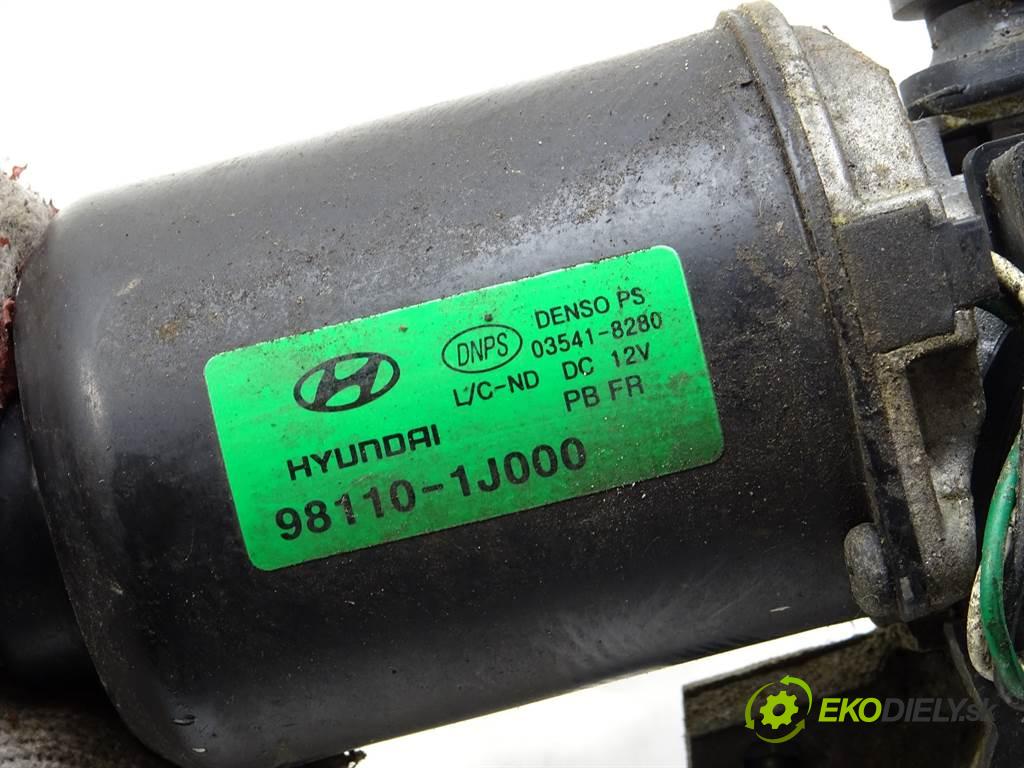 DNPS
DENSO PS
03541-8280
L/C-ND DC 12V
PB FR
HYUNDAI
98110-1J000
EKODIELY.sk